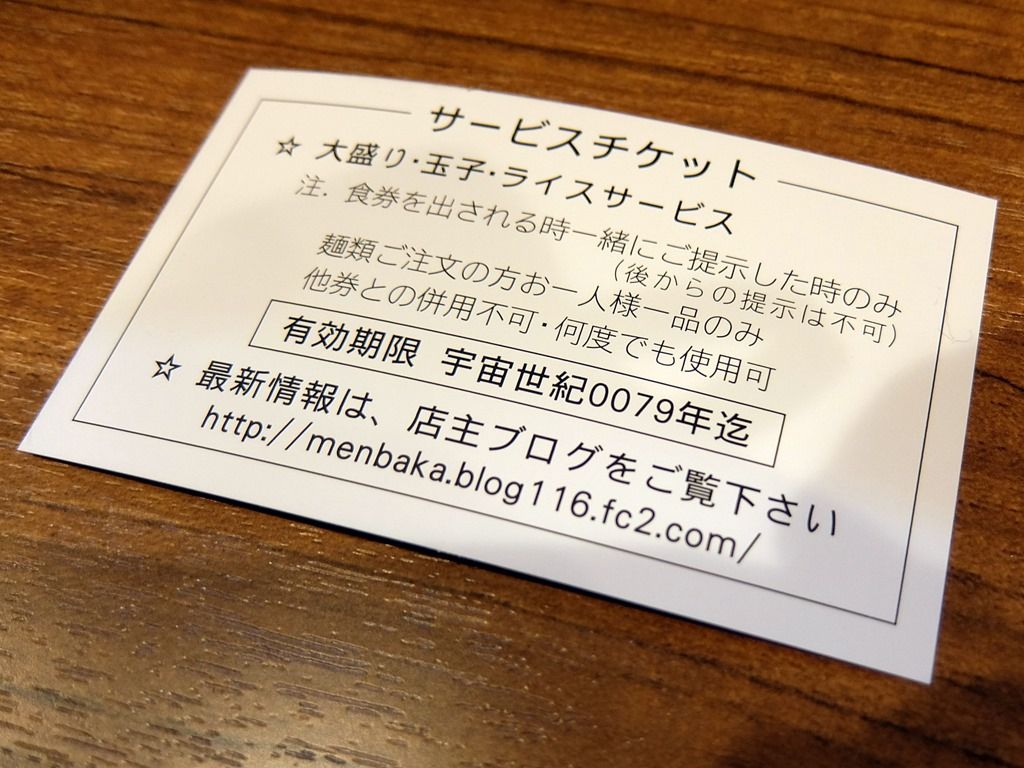 サービスチケット
☆ 大盛り・玉子・ライスサービス
注. 食券を出される時一緒にご提示した時のみ
(後からの提示は不可)
麺類ご注文の方お一人様一品のみ
他券との併用不可・何度でも使用可
有効期限 宇宙世紀0079年迄
☆ 最新情報は、店主ブログをご覧下さい
http://menbaka.blog116.fc2.com/